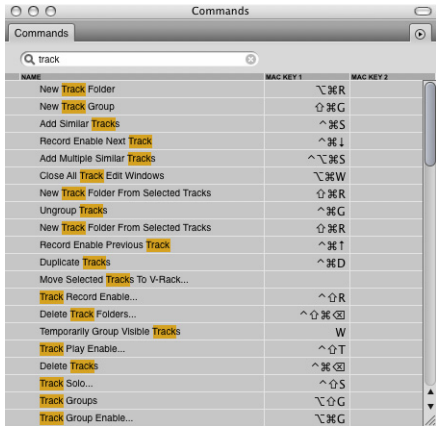 Commands
Commands
track
NAME MAC KEY 1 MAC KEY 2
New Track Folder ⌥⌘R
New Track Group ⇧⌘G
Add Similar Tracks ^⌘S
Record Enable Next Track ^⌘↓
Add Multiple Similar Tracks ^⌥⌘S
Close All Track Edit Windows ⌥⌘W
New Track Folder From Selected Tracks ⇧⌘R
Ungroup Tracks ^⌘G
New Track Folder From Selected Tracks ⇧⌘R
Record Enable Previous Track ^⌘↑
Duplicate Tracks ^⌘D
Move Selected Tracks To V-Rack...
Track Record Enable... ^⇧R
Delete Track Folders... ^⇧⌘⌫
Temporarily Group Visible Tracks W
Track Play Enable... ^⇧T
Delete Tracks ^⌘⌫
Track Solo... ^⇧S
Track Groups ⌥⇧G
Track Group Enable... ⌥⌘G